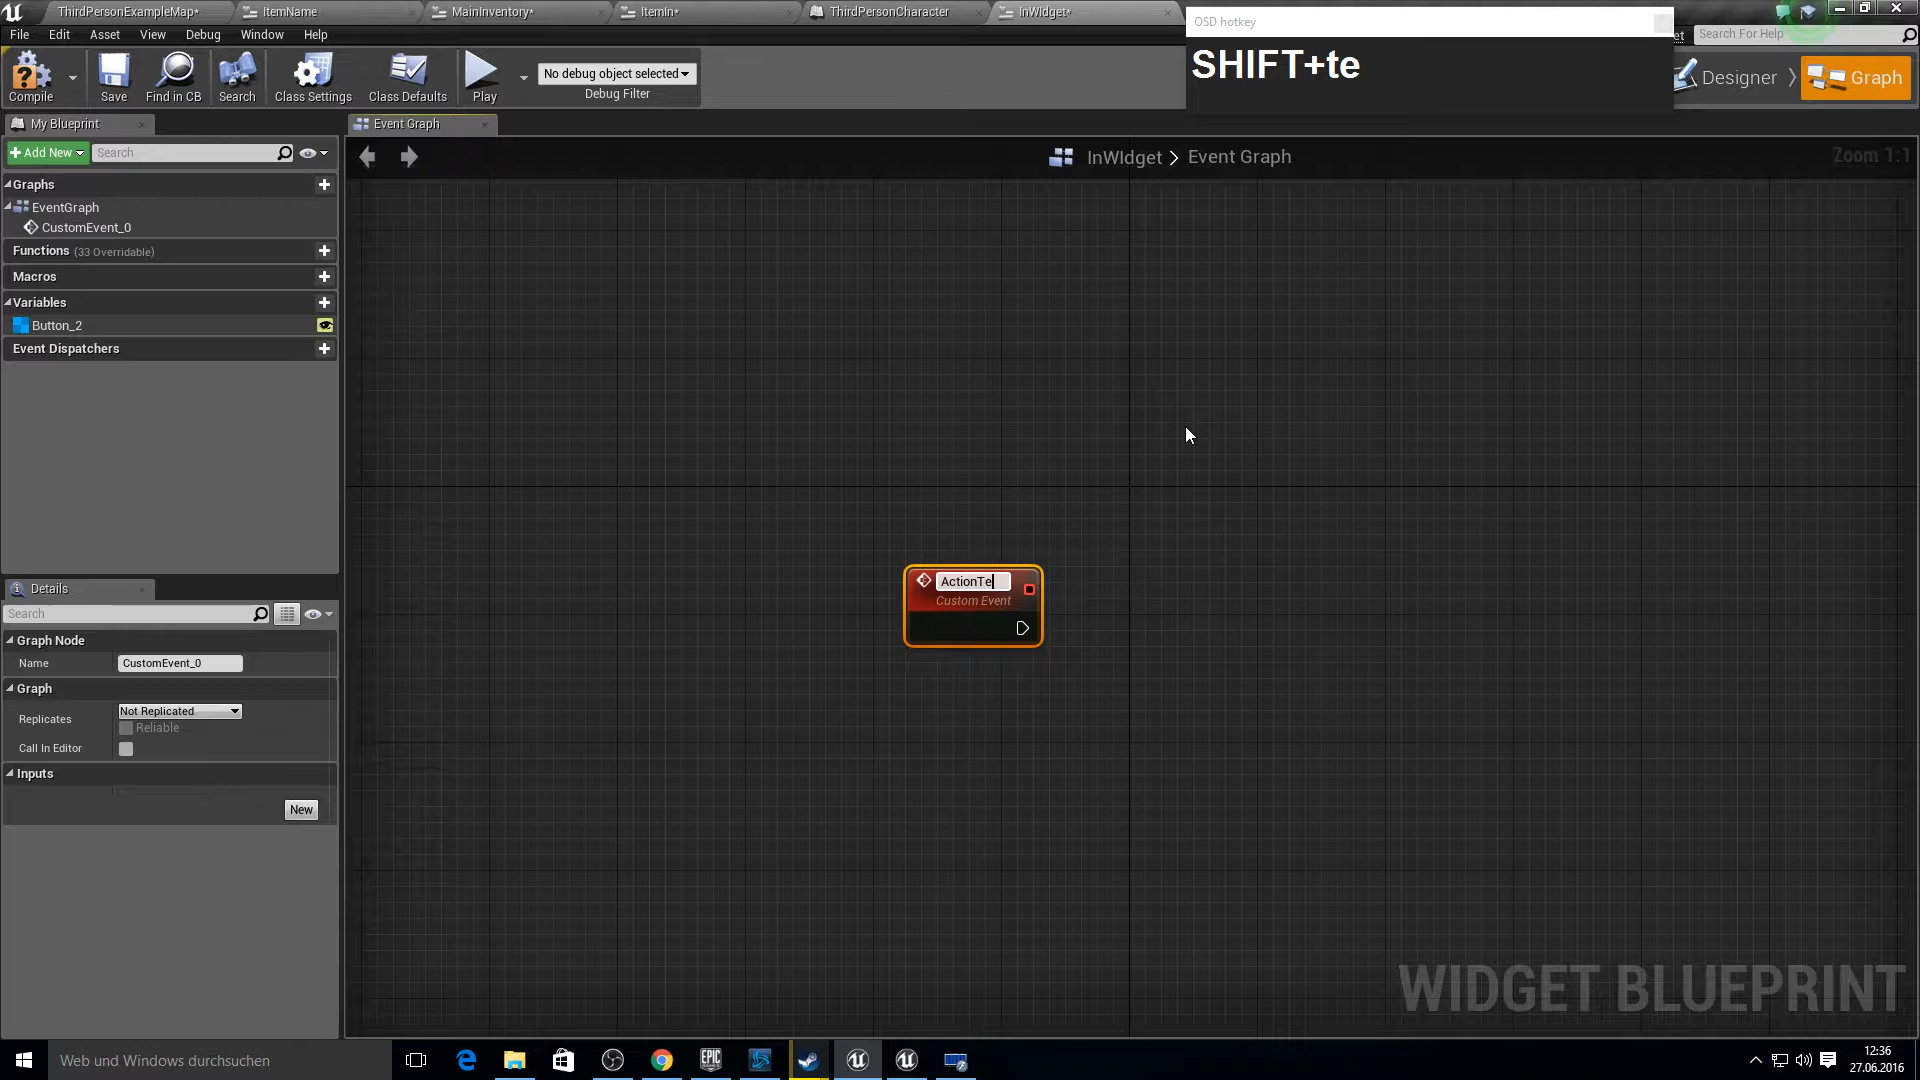 ThirdPersonExampleMap*
ItemName
MainInventory*
ItemIn*
ThirdPersonCharacter
InWIdget*
OSD hotkey
SHIFT+te
File Edit Asset View Debug Window Help
Search For Help
Compile
Save
Find in CB
Search
Class Settings
Class Defaults
Play
No debug object selected
Debug Filter
Designer
Graph
My Blueprint
Event Graph
Add New
Search
InWIdget > Event Graph
Zoom 1:1
Graphs
EventGraph
CustomEvent_0
Functions (33 Overridable)
Macros
Variables
Button_2
Event Dispatchers
ActionTe
Custom Event
Details
Search
Graph Node
Name CustomEvent_0
Graph
Replicates Not Replicated
Reliable
Call In Editor
Inputs
New
WIDGET BLUEPRINT
Web und Windows durchsuchen
EPIC
12:36
27.06.2016